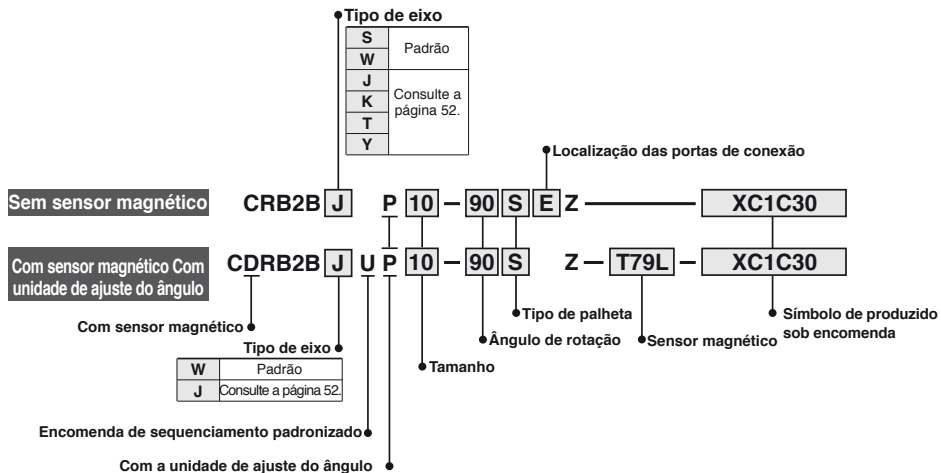 Tipo de eixo
S
W
Padrão
J
K
T
Y
Consulte a
página 52.
Localização das portas de conexão
Sem sensor magnético
CRB2B J P 10 – 90 S E Z – XC1C30
Com sensor magnético Com
unidade de ajuste do ângulo
CDRB2B J U P 10 – 90 S Z – T79L – XC1C30
Com sensor magnético
Tipo de palheta
Símbolo de produzido
sob encomenda
Ângulo de rotação
Sensor magnético
Tipo de eixo
Tamanho
W Padrão
J Consulte a página 52.
Encomenda de sequenciamento padronizado
Com a unidade de ajuste do ângulo